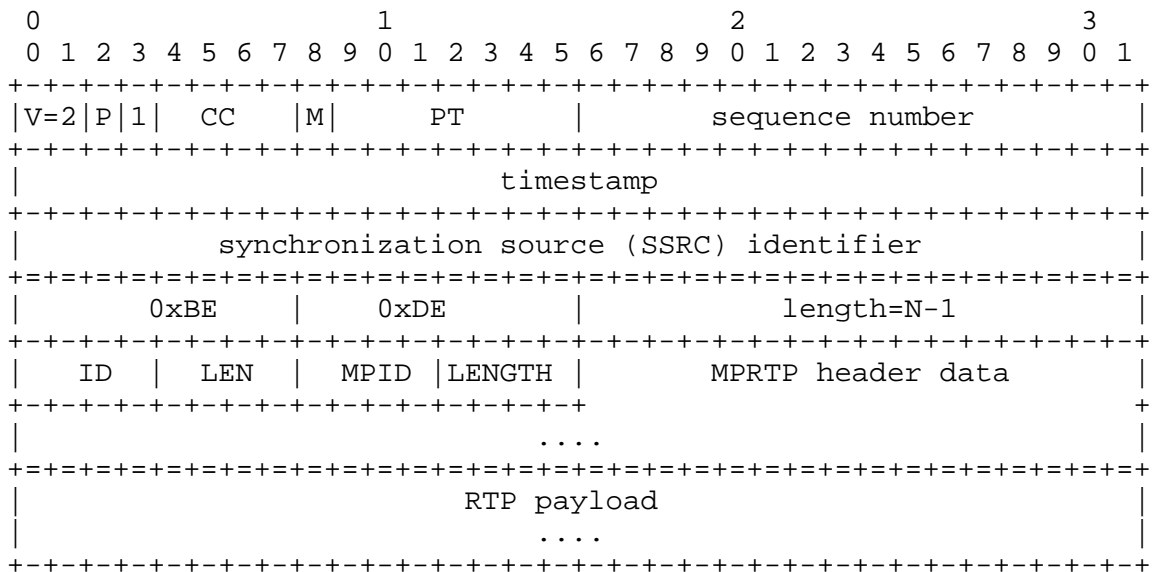 0                   1                   2                   3
 0 1 2 3 4 5 6 7 8 9 0 1 2 3 4 5 6 7 8 9 0 1 2 3 4 5 6 7 8 9 0 1
+-+-+-+-+-+-+-+-+-+-+-+-+-+-+-+-+-+-+-+-+-+-+-+-+-+-+-+-+-+-+-+-+
|V=2|P|1|  CC   |M|     PT      |       sequence number         |
+-+-+-+-+-+-+-+-+-+-+-+-+-+-+-+-+-+-+-+-+-+-+-+-+-+-+-+-+-+-+-+-+
|                           timestamp                           |
+-+-+-+-+-+-+-+-+-+-+-+-+-+-+-+-+-+-+-+-+-+-+-+-+-+-+-+-+-+-+-+-+
|           synchronization source (SSRC) identifier            |
+=+=+=+=+=+=+=+=+=+=+=+=+=+=+=+=+=+=+=+=+=+=+=+=+=+=+=+=+=+=+=+=+
|       0xBE    |    0xDE       |           length=N-1          |
+-+-+-+-+-+-+-+-+-+-+-+-+-+-+-+-+-+-+-+-+-+-+-+-+-+-+-+-+-+-+-+-+
|   ID  |  LEN  |  MPID |LENGTH |       MPRTP header data       |
+-+-+-+-+-+-+-+-+-+-+-+-+-+-+-+-+                               +
|                             ....                              |
+=+=+=+=+=+=+=+=+=+=+=+=+=+=+=+=+=+=+=+=+=+=+=+=+=+=+=+=+=+=+=+=+
|                         RTP payload                           |
|                             ....                              |
+-+-+-+-+-+-+-+-+-+-+-+-+-+-+-+-+-+-+-+-+-+-+-+-+-+-+-+-+-+-+-+-+